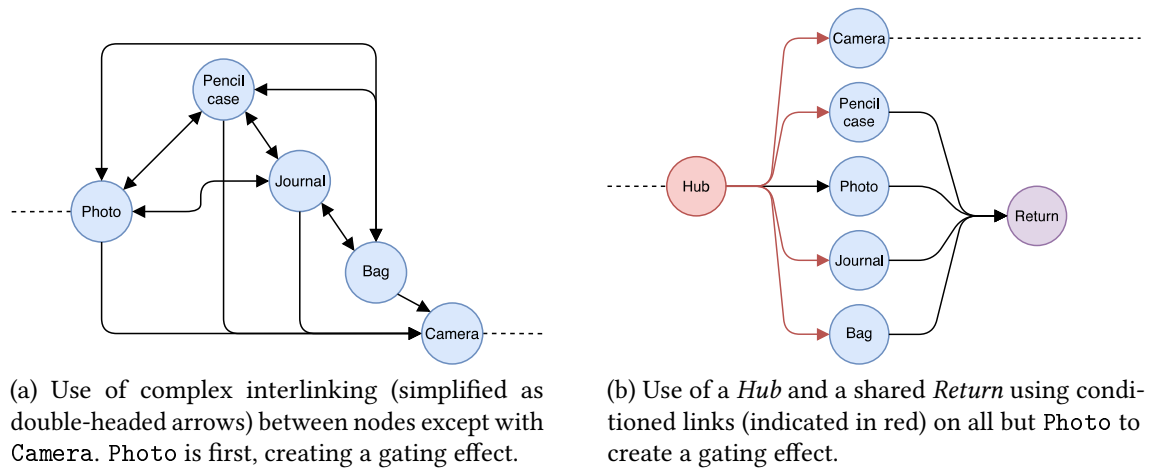 Pencil
case
Journal
Photo
Bag
Camera
(a) Use of complex interlinking (simplified as
double-headed arrows) between nodes except with
Camera. Photo is first, creating a gating effect.
Camera
Pencil
case
Hub
Photo
Return
Journal
Bag
(b) Use of a Hub and a shared Return using condi-
tioned links (indicated in red) on all but Photo to
create a gating effect.